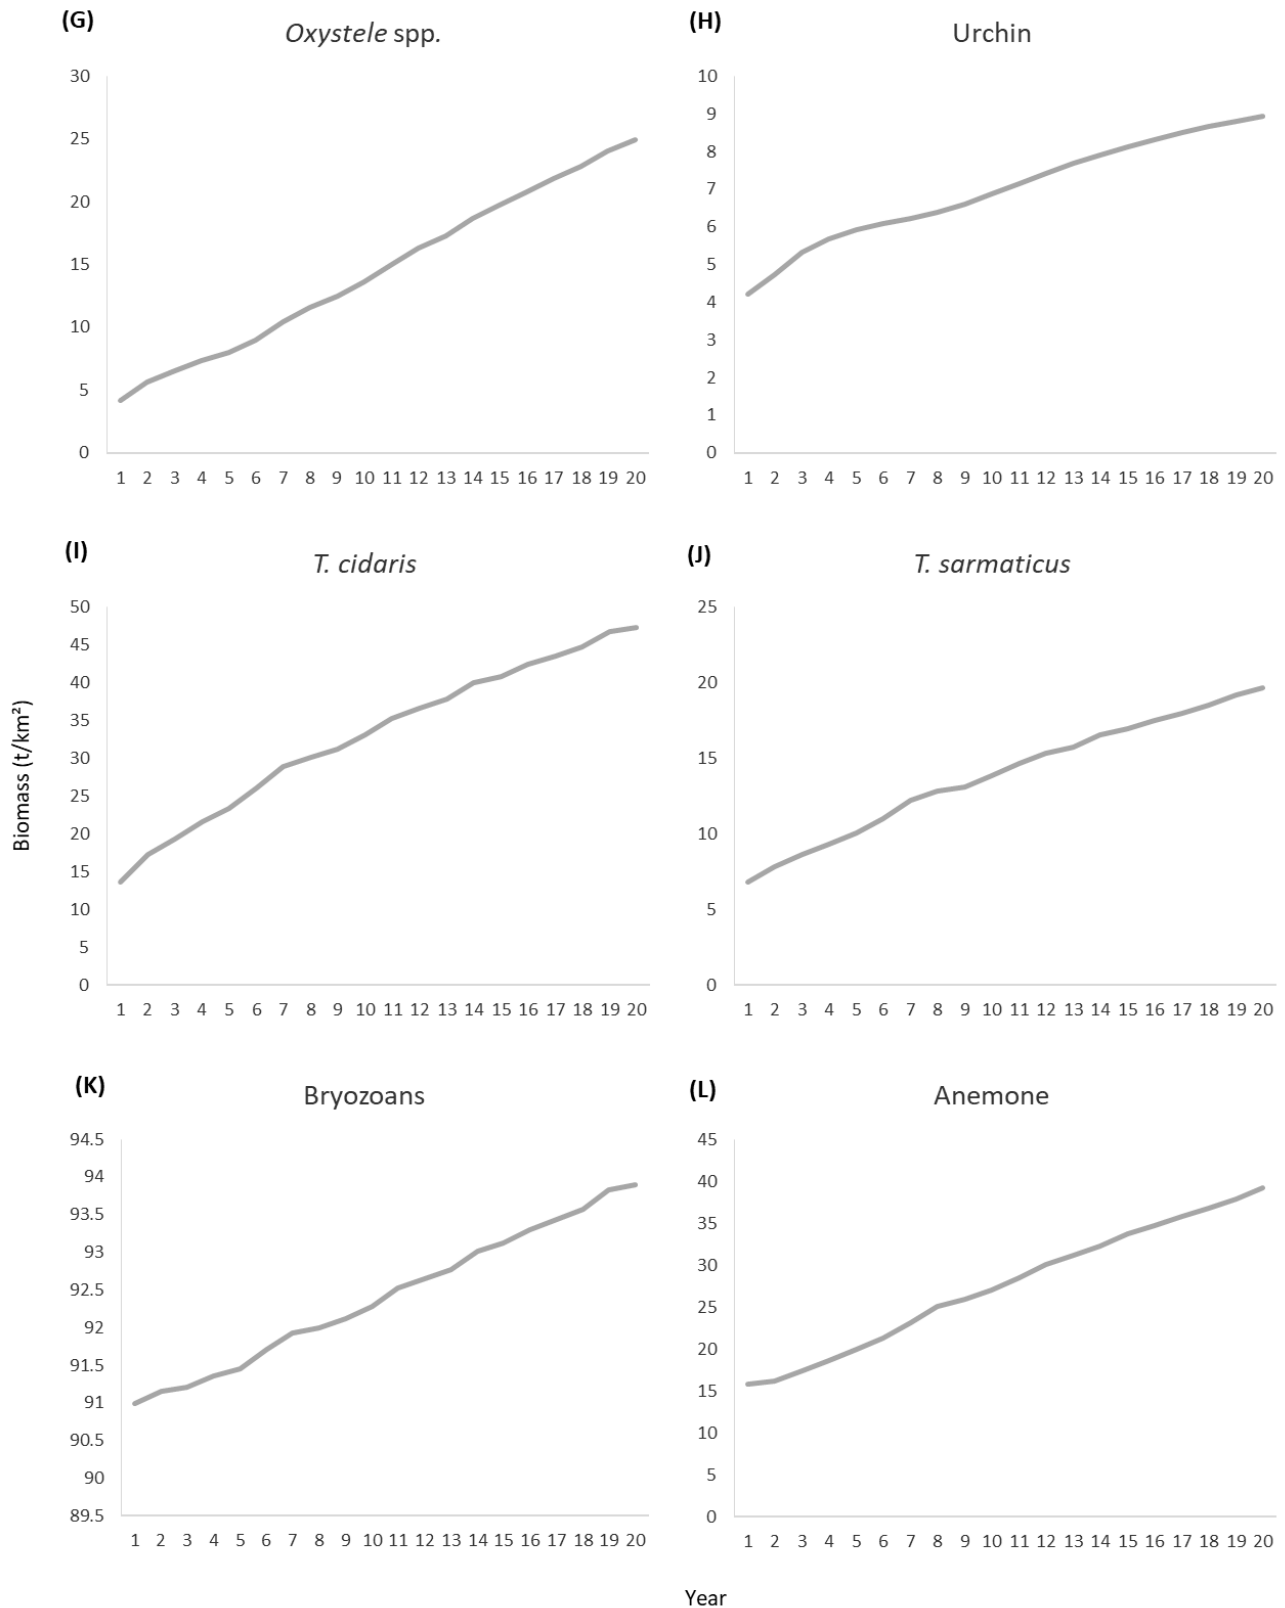 (G)
Oxystele spp.
30
25
20
15
10
5
0
1 2 3 4 5 6 7 8 9 10 11 12 13 14 15 16 17 18 19 20
(H)
Urchin
10
9
8
7
6
5
4
3
2
1
0
1 2 3 4 5 6 7 8 9 10 11 12 13 14 15 16 17 18 19 20
Biomass (t/km²)
(I)
T. cidaris
50
45
40
35
30
25
20
15
10
5
0
1 2 3 4 5 6 7 8 9 10 11 12 13 14 15 16 17 18 19 20
(J)
T. sarmaticus
25
20
15
10
5
0
1 2 3 4 5 6 7 8 9 10 11 12 13 14 15 16 17 18 19 20
(K)
Bryozoans
94.5
94
93.5
93
92.5
92
91.5
91
90.5
90
89.5
1 2 3 4 5 6 7 8 9 10 11 12 13 14 15 16 17 18 19 20
(L)
Anemone
45
40
35
30
25
20
15
10
5
0
1 2 3 4 5 6 7 8 9 10 11 12 13 14 15 16 17 18 19 20
Year